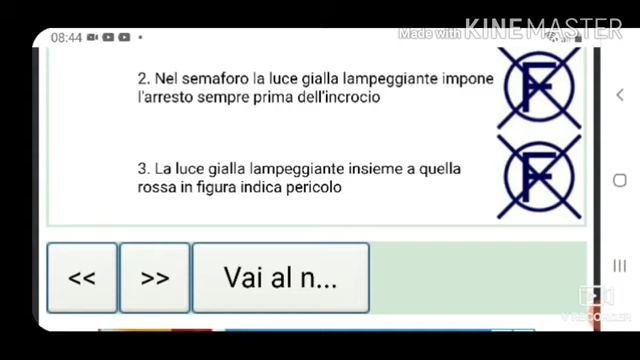 Made with KINEMASTER
08:44
2. Nel semaforo la luce gialla lampeggiante impone
l'arresto sempre prima dell'incrocio
F
3. La luce gialla lampeggiante insieme a quella
rossa in figura indica pericolo
F
<< >> Vai al n...
V RECORDER